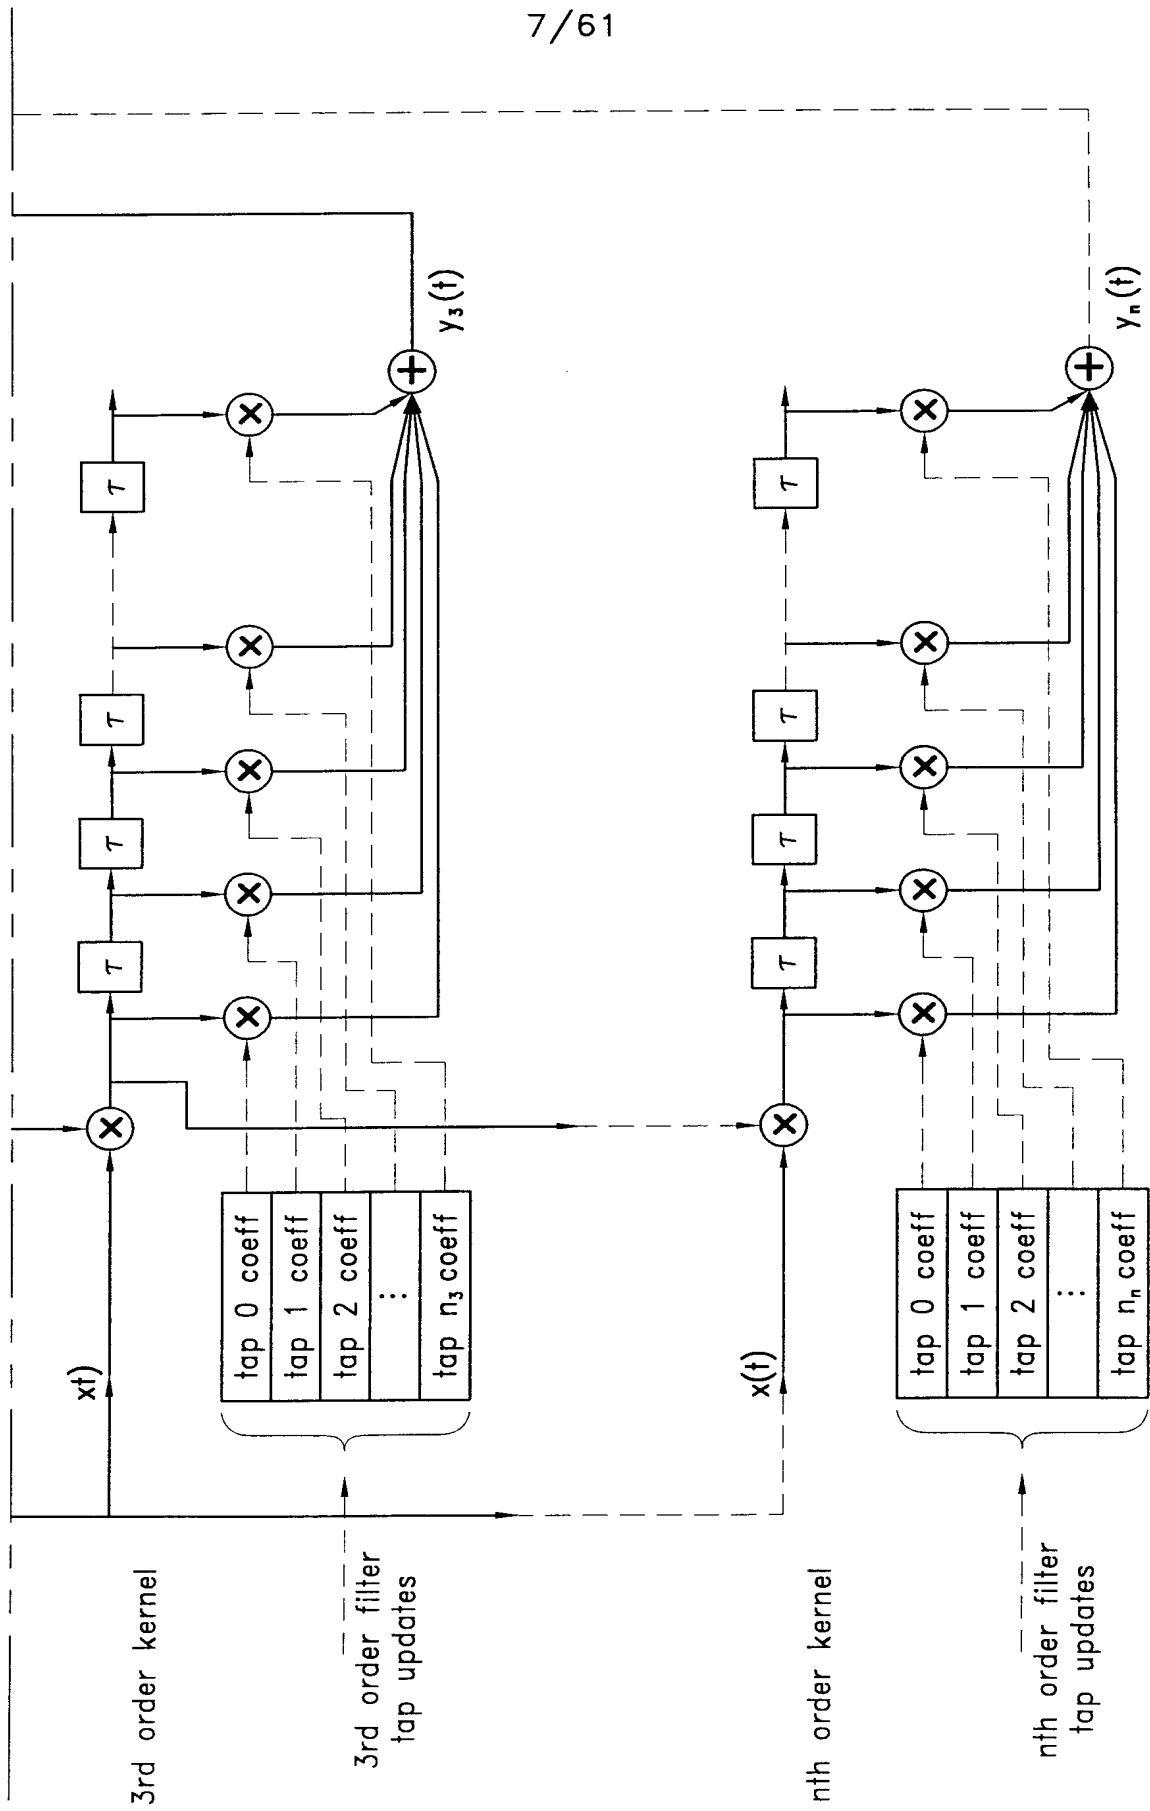 7/61
3rd order kernel
xt)
τ
τ
τ
τ
tap 0 coeff
tap 1 coeff
tap 2 coeff
...
tap n₃ coeff
3rd order filter
tap updates
y₃(t)
nth order kernel
x(t)
τ
τ
τ
τ
tap 0 coeff
tap 1 coeff
tap 2 coeff
...
tap nₙ coeff
nth order filter
tap updates
yₙ(t)